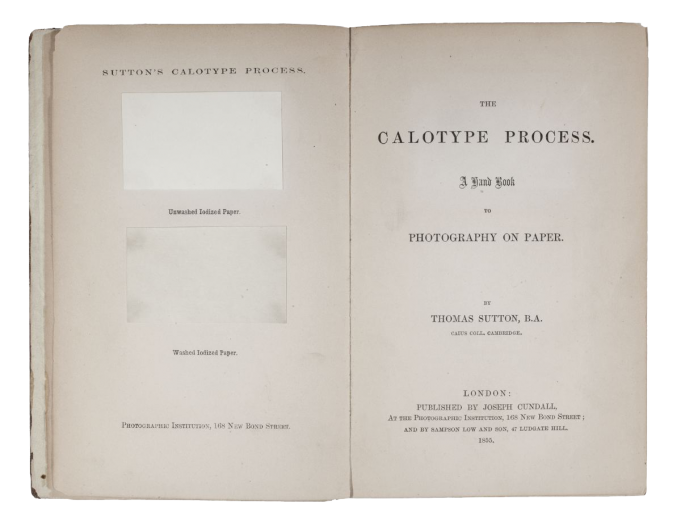 SUTTON'S CALOTYPE PROCESS.
Unwashed Iodized Paper.
Washed Iodized Paper.
PHOTOGRAPHIC INSTITUTION, 168 NEW BOND STREET.
THE
CALOTYPE PROCESS.
A Hand Book
TO
PHOTOGRAPHY ON PAPER.
BY
THOMAS SUTTON, B.A.
CAIUS COLL. CAMBRIDGE.
LONDON:
PUBLISHED BY JOSEPH CUNDALL,
AT THE PHOTOGRAPHIC INSTITUTION, 168 NEW BOND STREET;
AND BY SAMPSON LOW AND SON, 47 LUDGATE HILL.
1855.